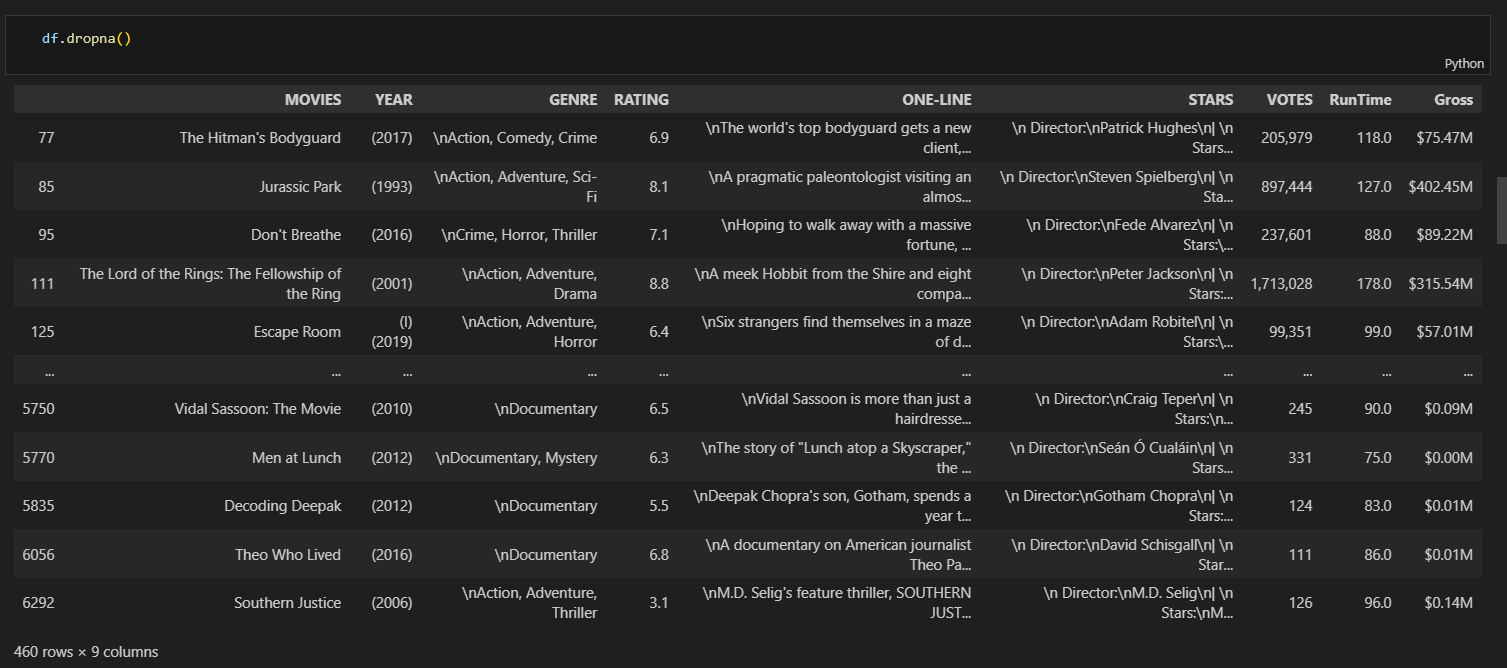 df.dropna()
Python
MOVIES YEAR GENRE RATING ONE-LINE STARS VOTES RunTime Gross
77 The Hitman's Bodyguard (2017) \nAction, Comedy, Crime 6.9 \nThe world's top bodyguard gets a new client,... \n Director:\nPatrick Hughes\n| \n Stars... 205,979 118.0 $75.47M
85 Jurassic Park (1993) \nAction, Adventure, Sci-Fi 8.1 \nA pragmatic paleontologist visiting an almos... \n Director:\nSteven Spielberg\n| \n Sta... 897,444 127.0 $402.45M
95 Don't Breathe (2016) \nCrime, Horror, Thriller 7.1 \nHoping to walk away with a massive fortune, ... \n Director:\nFede Alvarez\n| \n Stars:\... 237,601 88.0 $89.22M
111 The Lord of the Rings: The Fellowship of the Ring (2001) \nAction, Adventure, Drama 8.8 \nA meek Hobbit from the Shire and eight compa... \n Director:\nPeter Jackson\n| \n Stars:... 1,713,028 178.0 $315.54M
125 Escape Room (I) (2019) \nAction, Adventure, Horror 6.4 \nSix strangers find themselves in a maze of d... \n Director:\nAdam Robitel\n| \n Stars:\... 99,351 99.0 $57.01M
... ... ... ... ... ... ... ... ... ...
5750 Vidal Sassoon: The Movie (2010) \nDocumentary 6.5 \nVidal Sassoon is more than just a hairdresse... \n Director:\nCraig Teper\n| \n Stars:\n... 245 90.0 $0.09M
5770 Men at Lunch (2012) \nDocumentary, Mystery 6.3 \nThe story of "Lunch atop a Skyscraper," the ... \n Director:\nSeán Ó Cualáin\n| \n Stars... 331 75.0 $0.00M
5835 Decoding Deepak (2012) \nDocumentary 5.5 \nDeepak Chopra's son, Gotham, spends a year t... \n Director:\nGotham Chopra\n| \n Stars:... 124 83.0 $0.01M
6056 Theo Who Lived (2016) \nDocumentary 6.8 \nA documentary on American journalist Theo Pa... \n Director:\nDavid Schisgall\n| \n Star... 111 86.0 $0.01M
6292 Southern Justice (2006) \nAction, Adventure, Thriller 3.1 \nM.D. Selig's feature thriller, SOUTHERN JUST... \n Director:\nM.D. Selig\n| \n Stars:\nM... 126 96.0 $0.14M
460 rows × 9 columns